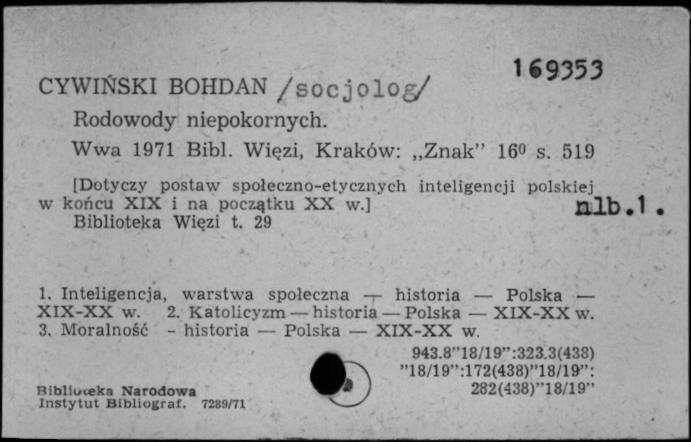 169353
CYWIŃSKI BOHDAN /socjolog/
Rodowody niepokornych.
Wwa 1971 Bibl. Więzi, Kraków: „Znak” 16⁰ s. 519
[Dotyczy postaw społeczno-etycznych inteligencji polskiej
w końcu XIX i na początku XX w.] nlb.1.
Biblioteka Więzi t. 29
1. Inteligencja, warstwa społeczna — historia — Polska —
XIX-XX w. 2. Katolicyzm — historia — Polska — XIX-XX w.
3. Moralność - historia — Polska — XIX-XX w.
943.8”18/19”:323.3(438)
”18/19”:172(438)”18/19”:
282(438)”18/19”
Biblioteka Narodowa
Instytut Bibliograf. 7289/71